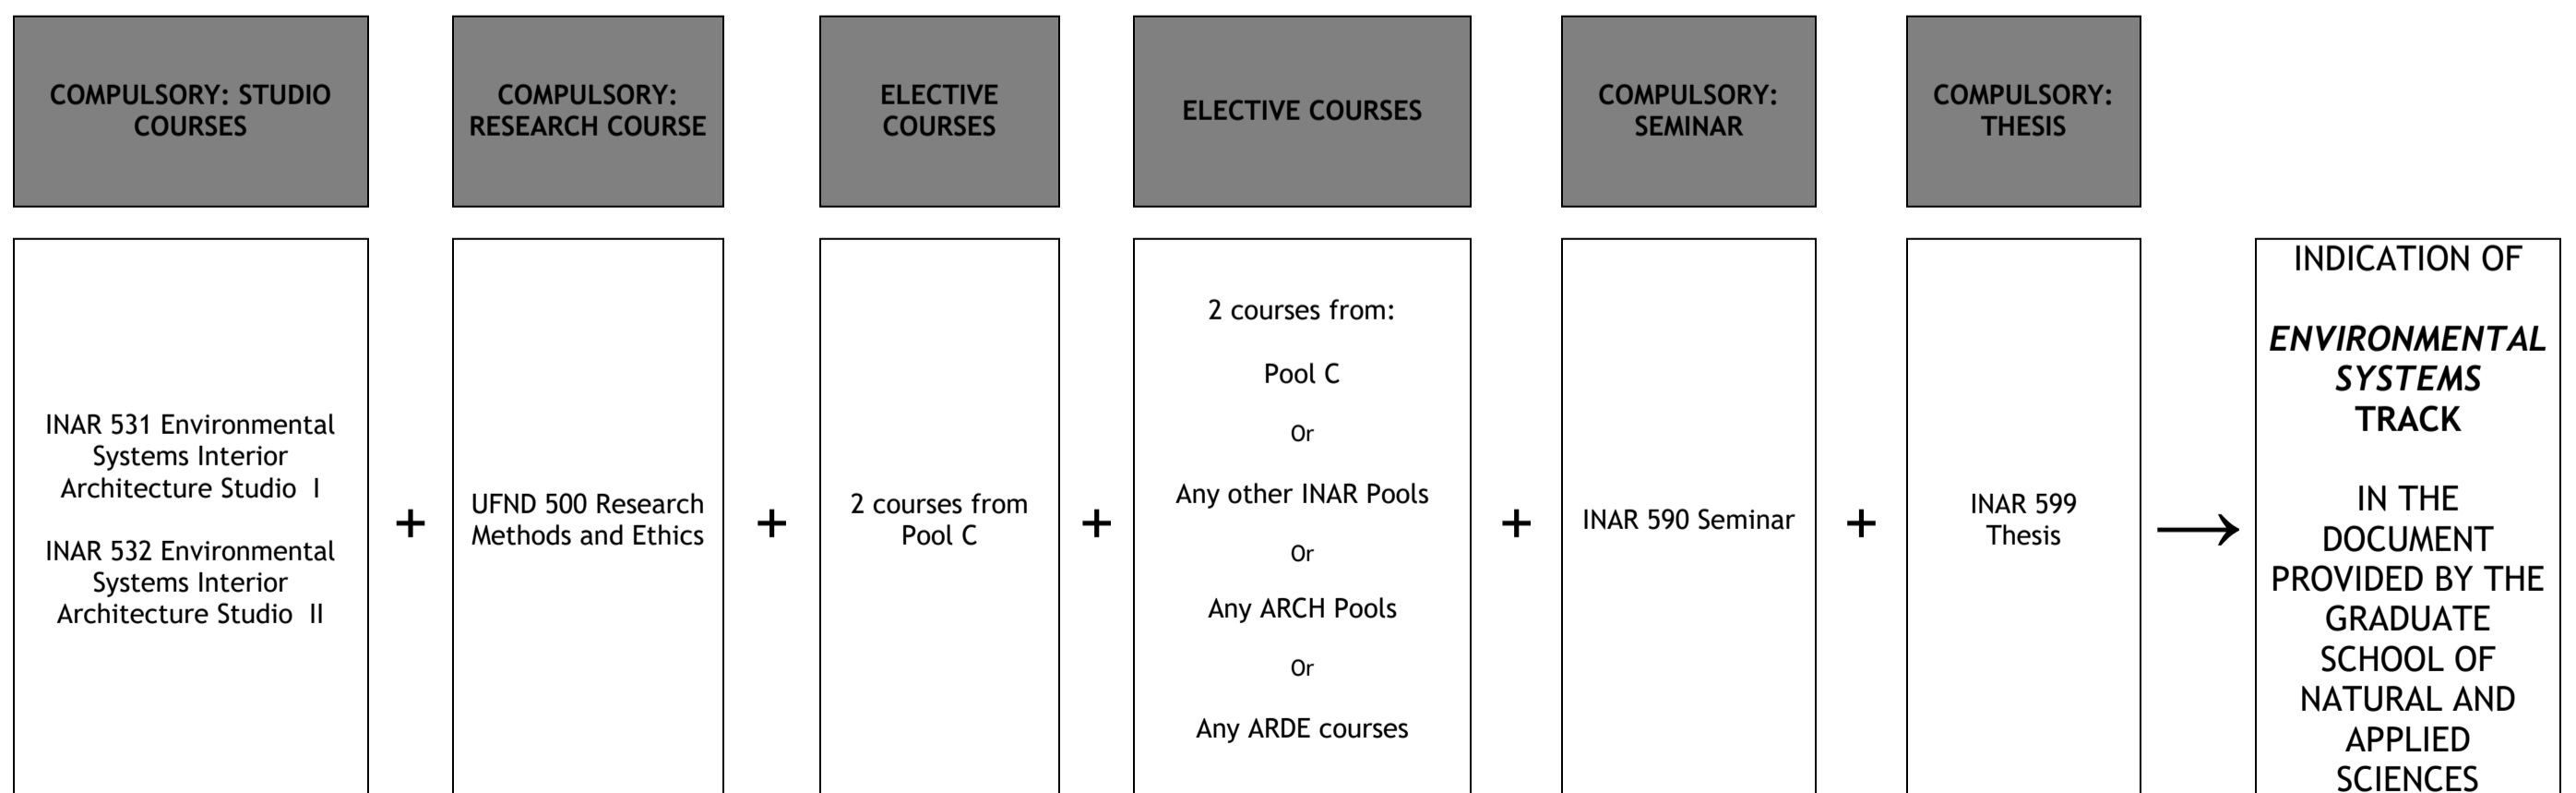 COMPULSORY: STUDIO
COURSES
COMPULSORY:
RESEARCH COURSE
ELECTIVE
COURSES
ELECTIVE COURSES
COMPULSORY:
SEMINAR
COMPULSORY:
THESIS
INAR 531 Environmental
Systems Interior
Architecture Studio I
INAR 532 Environmental
Systems Interior
Architecture Studio II
+
UFND 500 Research
Methods and Ethics
+
2 courses from
Pool C
+
2 courses from:
Pool C
Or
Any other INAR Pools
Or
Any ARCH Pools
Or
Any ARDE courses
+
INAR 590 Seminar
+
INAR 599
Thesis
INDICATION OF
ENVIRONMENTAL
SYSTEMS
TRACK
IN THE
DOCUMENT
PROVIDED BY THE
GRADUATE
SCHOOL OF
NATURAL AND
APPLIED
SCIENCES